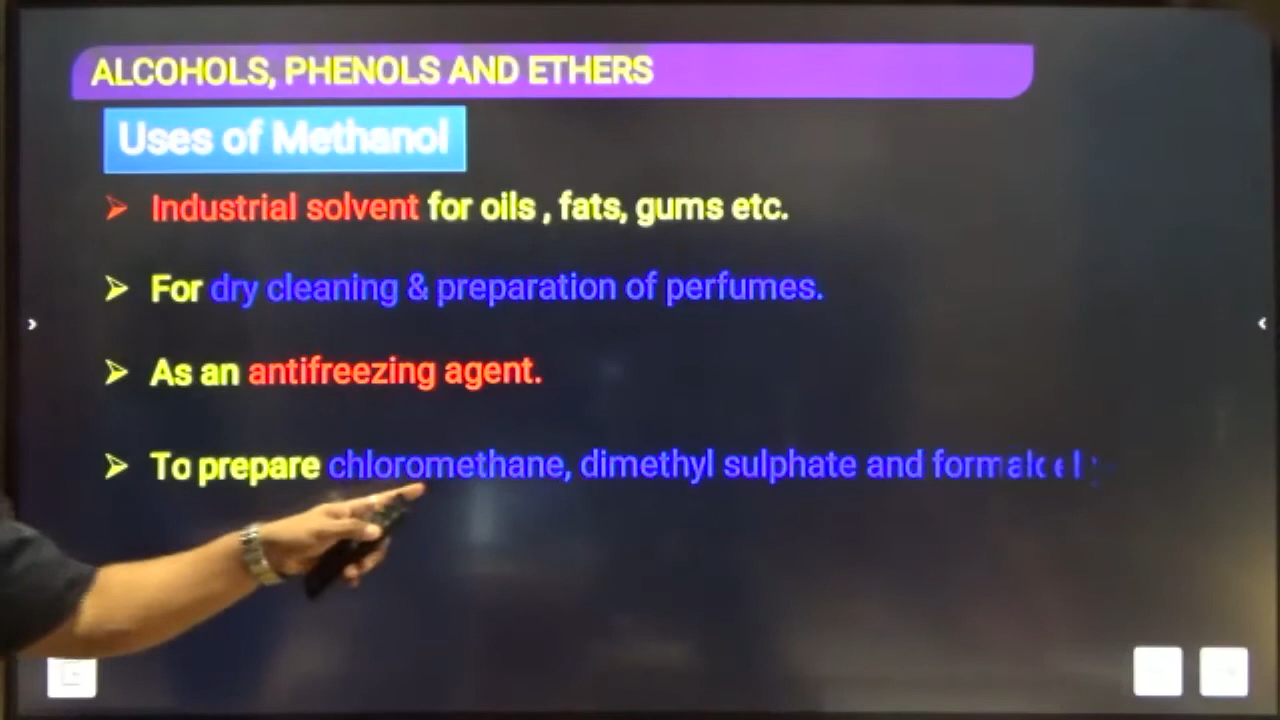 ALCOHOLS, PHENOLS AND ETHERS
Uses of Methanol
➢ Industrial solvent for oils , fats, gums etc.
➢ For dry cleaning & preparation of perfumes.
➢ As an antifreezing agent.
➢ To prepare chloromethane, dimethyl sulphate and